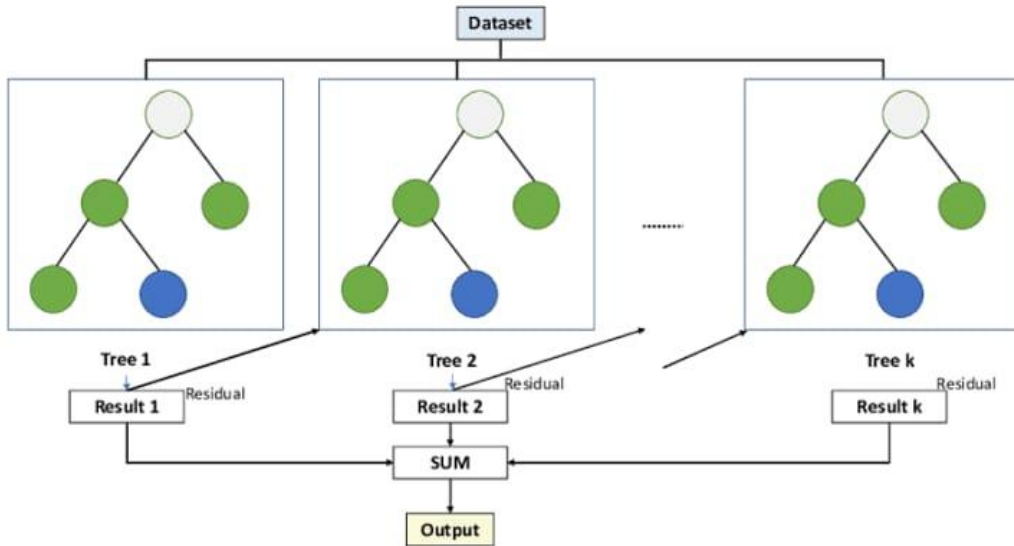 Dataset
Tree 1
Tree 2
Tree k
Residual
Residual
Residual
Result 1
Result 2
Result k
SUM
Output